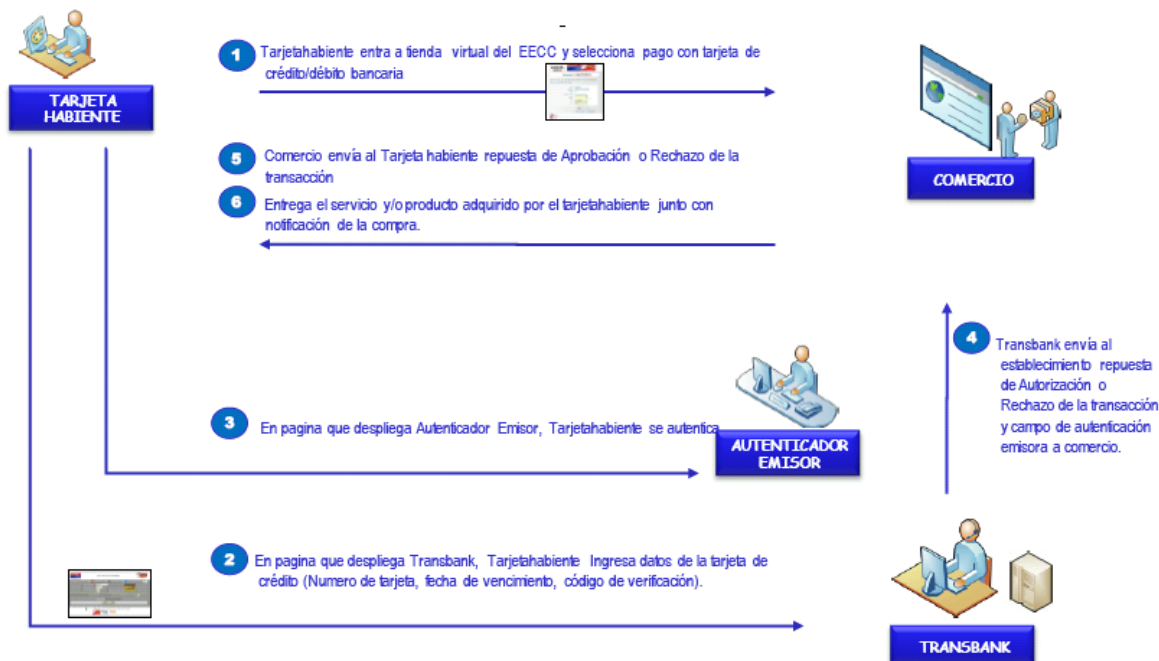 -
1
Tarjetahabiente entra a tienda virtual del EECC y selecciona pago con tarjeta de
crédito/débito bancaria
TARJETA
HABIENTE
5
Comercio envía al Tarjeta habiente repuesta de Aprobación o Rechazo de la
transacción
6
Entrega el servicio y/o producto adquirido por el tarjetahabiente junto con
notificación de la compra.
COMERCIO
4
Transbank envía al
establecimiento repuesta
de Autorización o
Rechazo de la transacción
y campo de autenticación
emisora a comercio.
3
En pagina que despliega Autenticador Emisor, Tarjetahabiente se autentica
AUTENTICADOR
EMISOR
2
En pagina que despliega Transbank, Tarjetahabiente Ingresa datos de la tarjeta de
crédito (Numero de tarjeta, fecha de vencimiento, código de verificación).
TRANSBANK